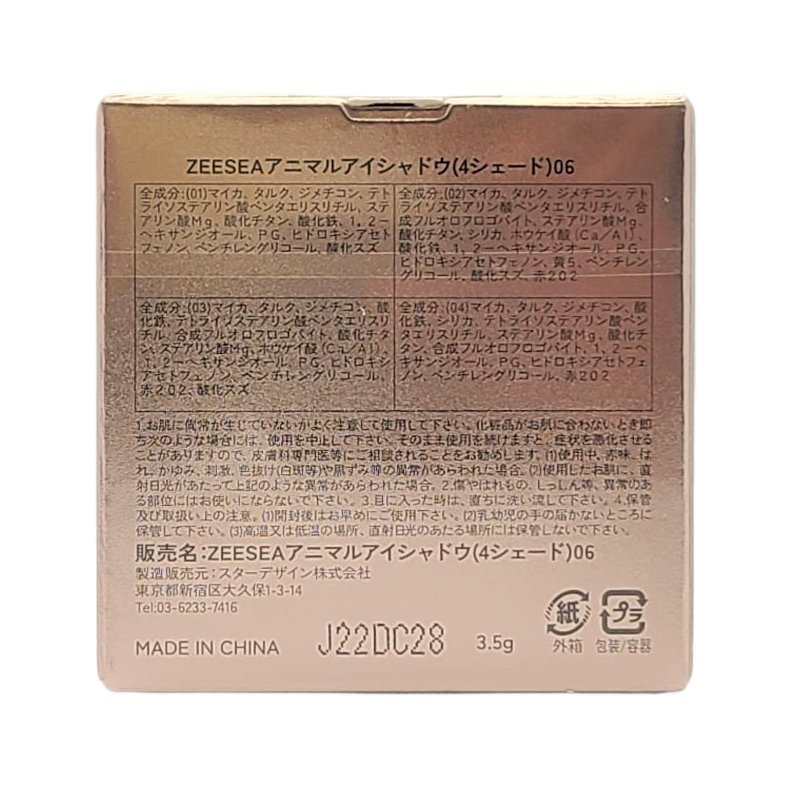 ZEESEAアニマルアイシャドウ(4シェード)06
全成分:(01)マイカ、タルク、ジメチコン、テト
ライソステアリン酸ペンタエリスリチル、ステ
アリン酸Mg、酸化チタン、酸化鉄、1，2－
ヘキサンジオール、PG、ヒドロキシアセト
フェノン、ペンチレングリコール、酸化スズ
全成分:(02)マイカ、タルク、ジメチコン、テト
ライソステアリン酸ペンタエリスリチル、合
成フルオロフロゴパイト、ステアリン酸Mg、
酸化チタン、シリカ、ホウケイ酸（Ca／Al）、
酸化鉄、1，2－ヘキサンジオール、PG、
ヒドロキシアセトフェノン、黄5、ペンチレン
グリコール、酸化スズ、赤202
全成分:(03)マイカ、タルク、ジメチコン、酸
化鉄、テトライソステアリン酸ペンタエリスリ
チル、合成フルオロフロゴパイト、酸化チタ
ン、ステアリン酸Mg、ホウケイ酸（Ca／Al）、
1，2－ヘキサンジオール、PG、ヒドロキシ
アセトフェノン、ペンチレングリコール、
赤202、酸化スズ
全成分:(04)マイカ、タルク、ジメチコン、酸
化鉄、シリカ、テトライソステアリン酸ペン
タエリスリチル、ステアリン酸Mg、酸化チタ
ン、合成フルオロフロゴパイト、1，2－ヘ
キサンジオール、PG、ヒドロキシアセトフェ
ノン、ペンチレングリコール、赤202
1.お肌に異常が生じていないかよく注意して使用して下さい。化粧品がお肌に合わないとき即
ち次のような場合には、使用を中止して下さい。そのまま使用を続けますと、症状を悪化させる
ことがありますので、皮膚科専門医等にご相談されることをお勧めします。(1)使用中、赤味、は
れ、かゆみ、刺激、色抜け(白斑等)や黒ずみ等の異常があらわれた場合。(2)使用したお肌に、直
射日光があたって上記のような異常があらわれた場合。2.傷やはれもの、しっしん等、異常のあ
る部位にはお使いにならないで下さい。3.目に入った時は、直ちに洗い流して下さい。4.保管
及び取扱い上の注意。(1)開封後はお早めにご使用下さい。(2)乳幼児の手の届かないところに
保管して下さい。(3)高温又は低温の場所、直射日光のあたる場所には保管しないで下さい。
販売名:ZEESEAアニマルアイシャドウ(4シェード)06
製造販売元：スターデザイン株式会社
東京都新宿区大久保1-3-14
Tel:03-6233-7416
MADE IN CHINA J22DC28 3.5g
紙 プラ
外箱 包装/容器